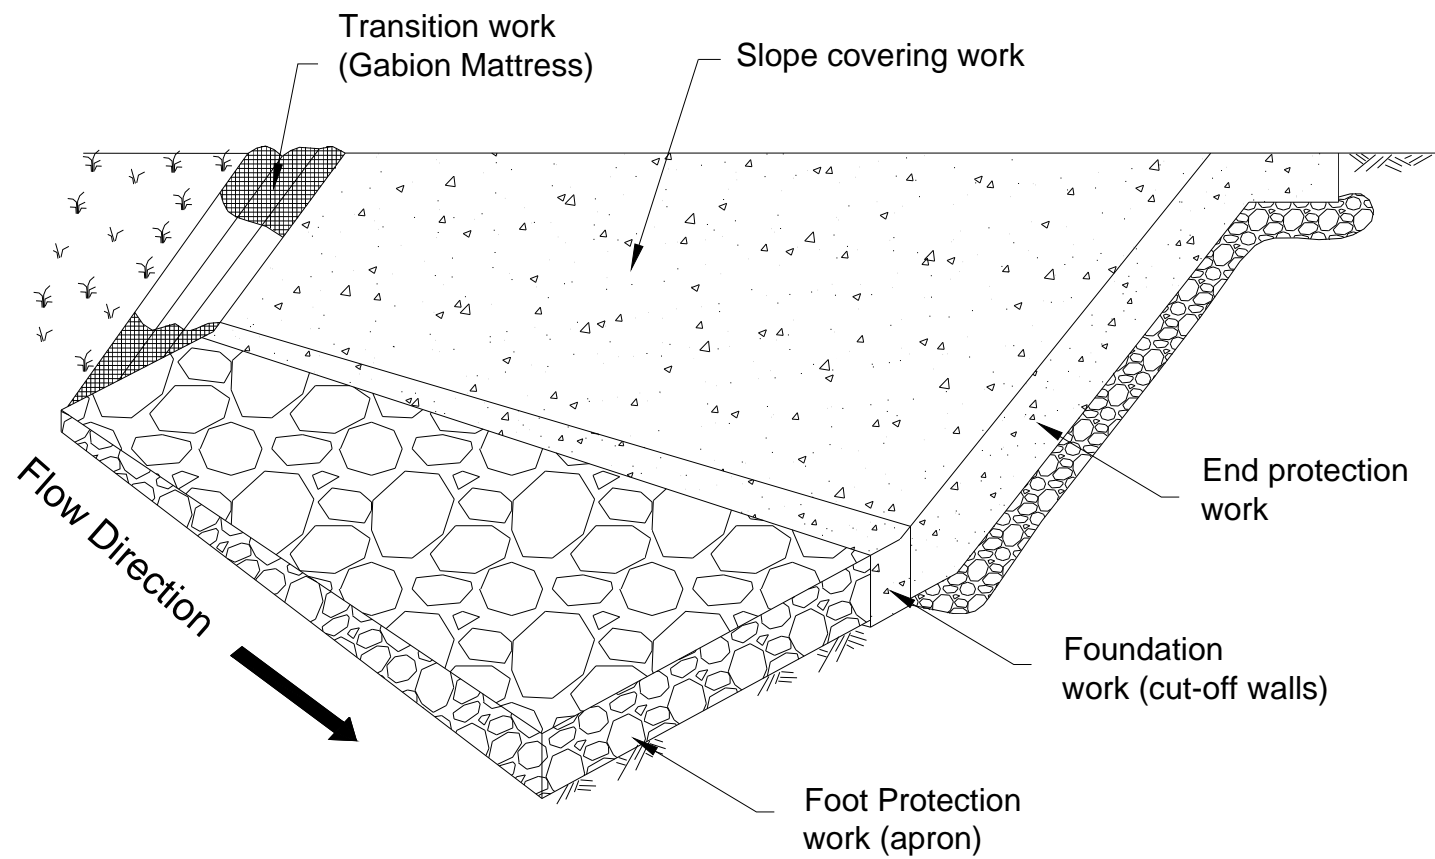 Transition work
(Gabion Mattress)
Slope covering work
End protection
work
Flow Direction
Foundation
work (cut-off walls)
Foot Protection
work (apron)